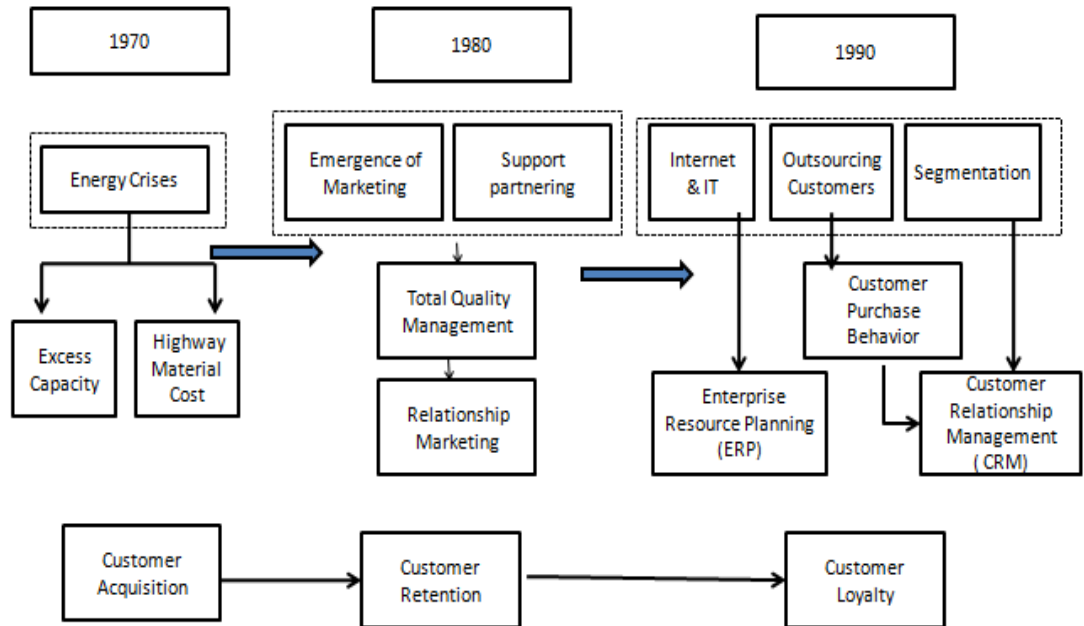 1970
1980
1990
Energy Crises
Emergence of
Marketing
Support
partnering
Internet
& IT
Outsourcing
Customers
Segmentation
Excess
Capacity
Highway
Material
Cost
Total Quality
Management
Relationship
Marketing
Customer
Purchase
Behavior
Enterprise
Resource Planning
(ERP)
Customer
Relationship
Management
( CRM)
Customer
Acquisition
Customer
Retention
Customer
Loyalty